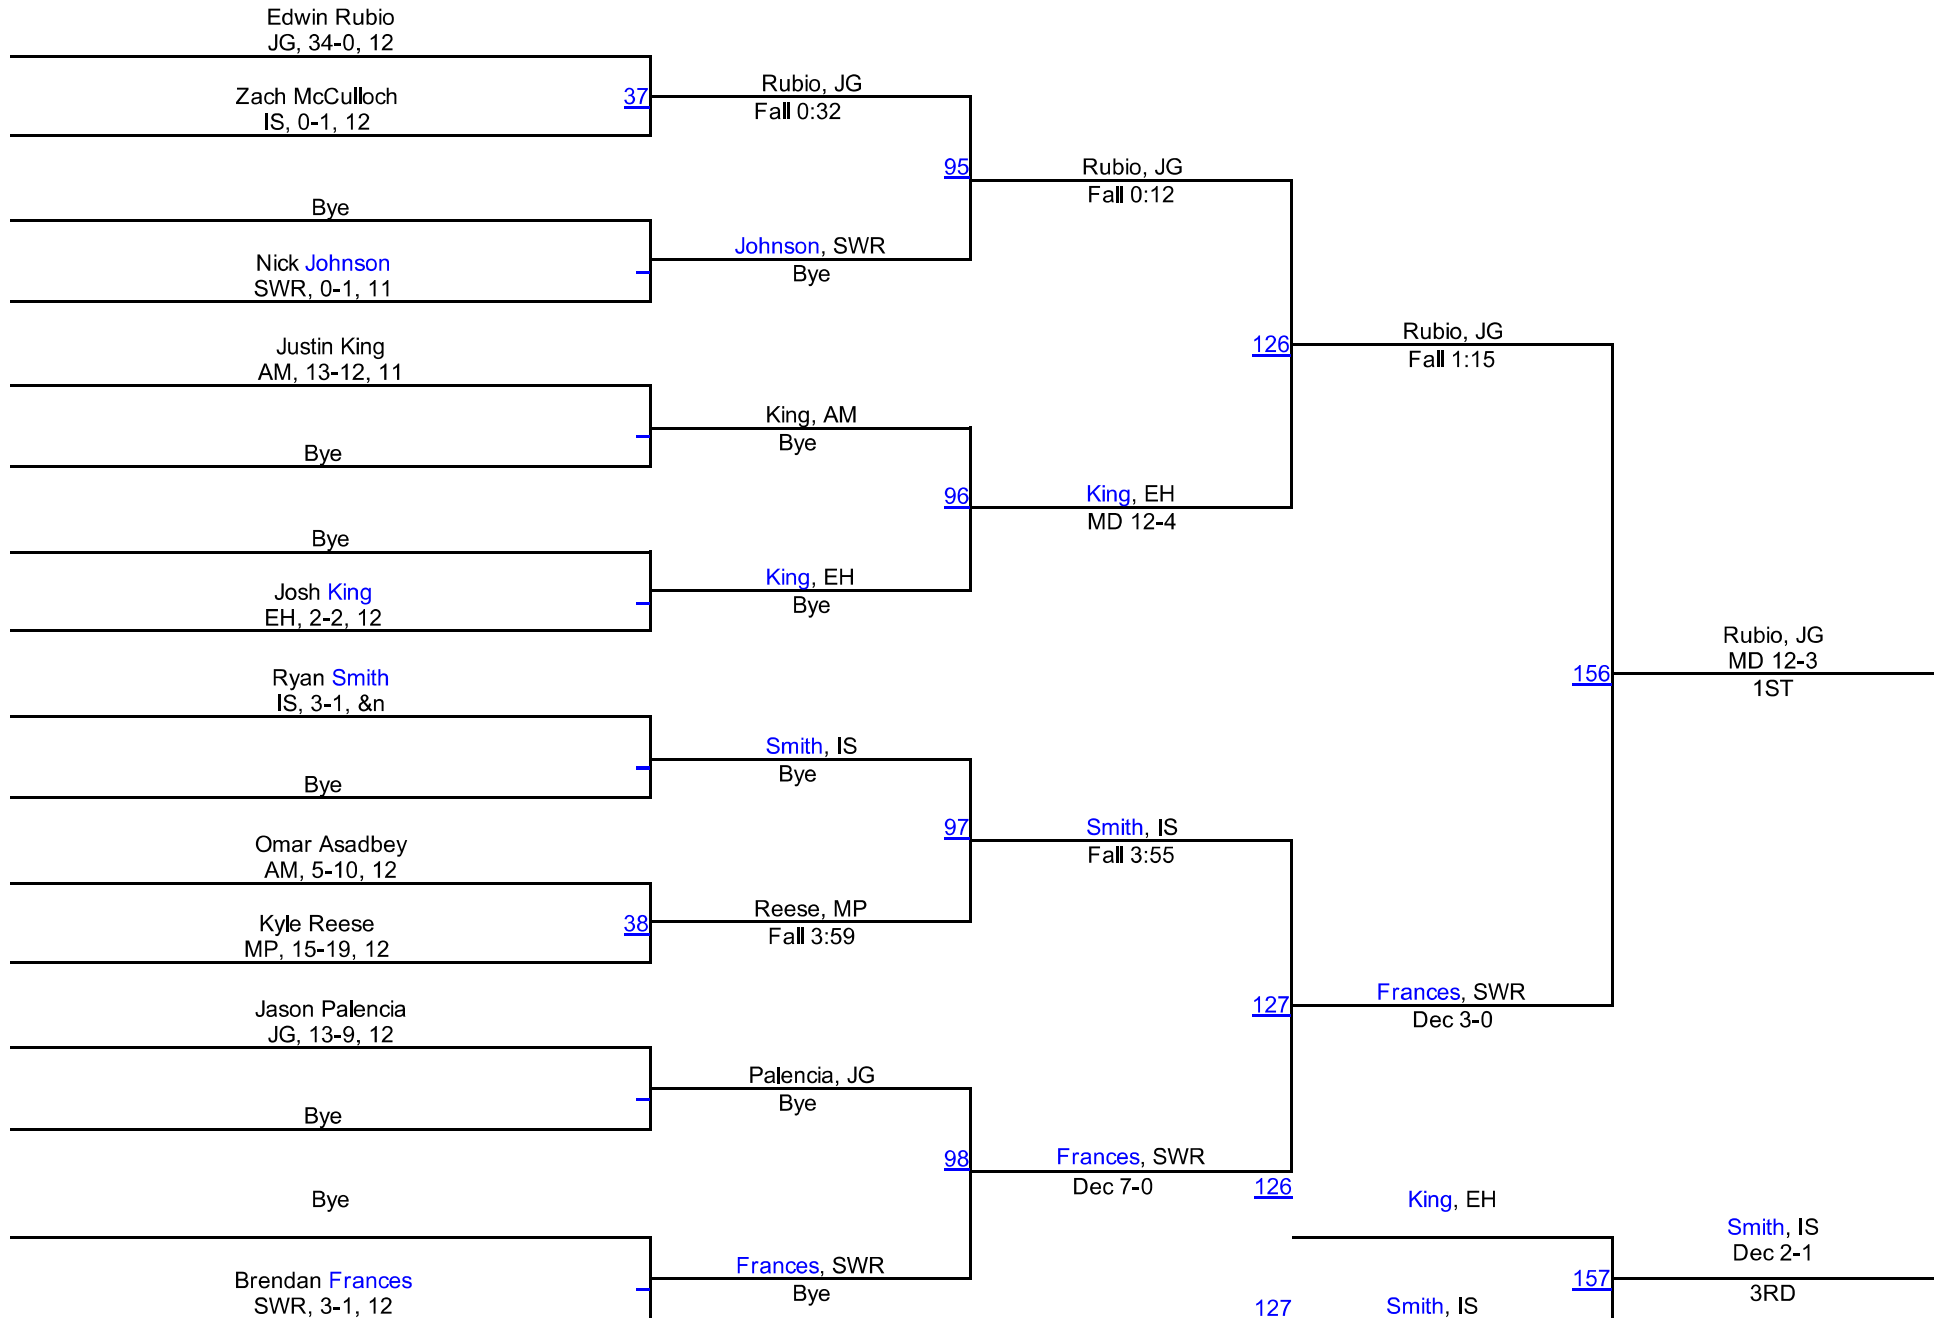 Edwin Rubio
JG, 34-0, 12
Zach McCulloch
IS, 0-1, 12
37
Rubio, JG
Fall 0:32
Bye
Nick Johnson
SWR, 0-1, 11
Johnson, SWR
Bye
95
Rubio, JG
Fall 0:12
Justin King
AM, 13-12, 11
Bye
King, AM
Bye
Bye
Josh King
EH, 2-2, 12
King, EH
Bye
96
King, EH
MD 12-4
126
Rubio, JG
Fall 1:15
Ryan Smith
IS, 3-1, &n
Bye
Smith, IS
Bye
Omar Asadbey
AM, 5-10, 12
Kyle Reese
MP, 15-19, 12
38
Reese, MP
Fall 3:59
97
Smith, IS
Fall 3:55
Jason Palencia
JG, 13-9, 12
Bye
Palencia, JG
Bye
Bye
Brendan Frances
SWR, 3-1, 12
Frances, SWR
Bye
98
Frances, SWR
Dec 7-0
127
Frances, SWR
Dec 3-0
156
Rubio, JG
MD 12-3
1ST
126
King, EH
127
Smith, IS
157
Smith, IS
Dec 2-1
3RD